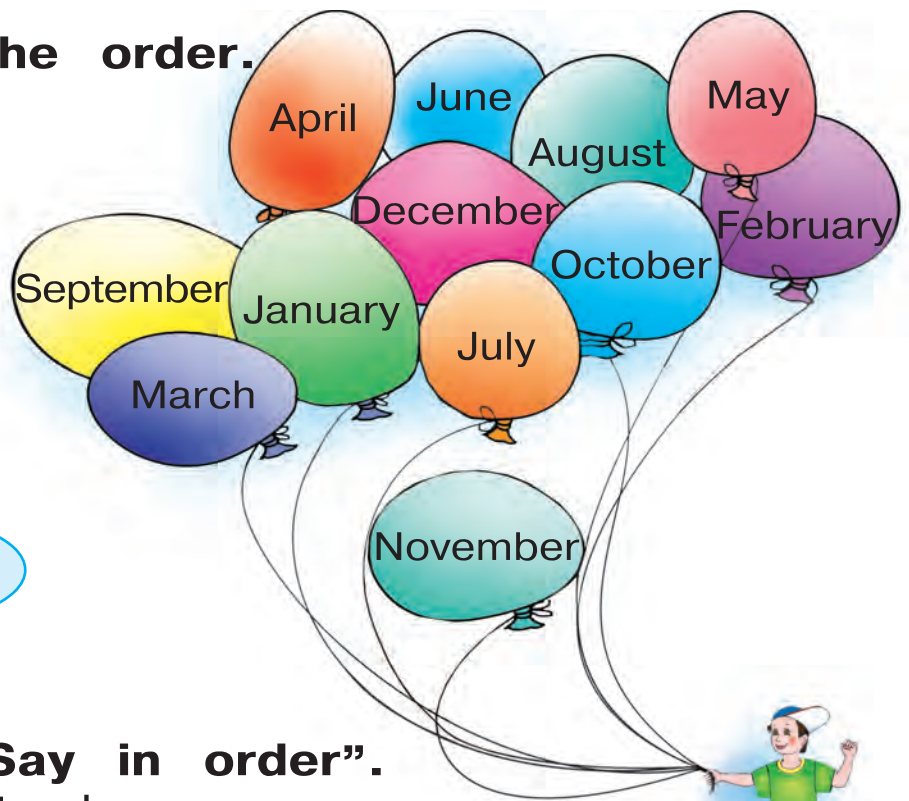 he order.
April
June
August
May
December
February
September
January
October
July
March
November
Say in order”.